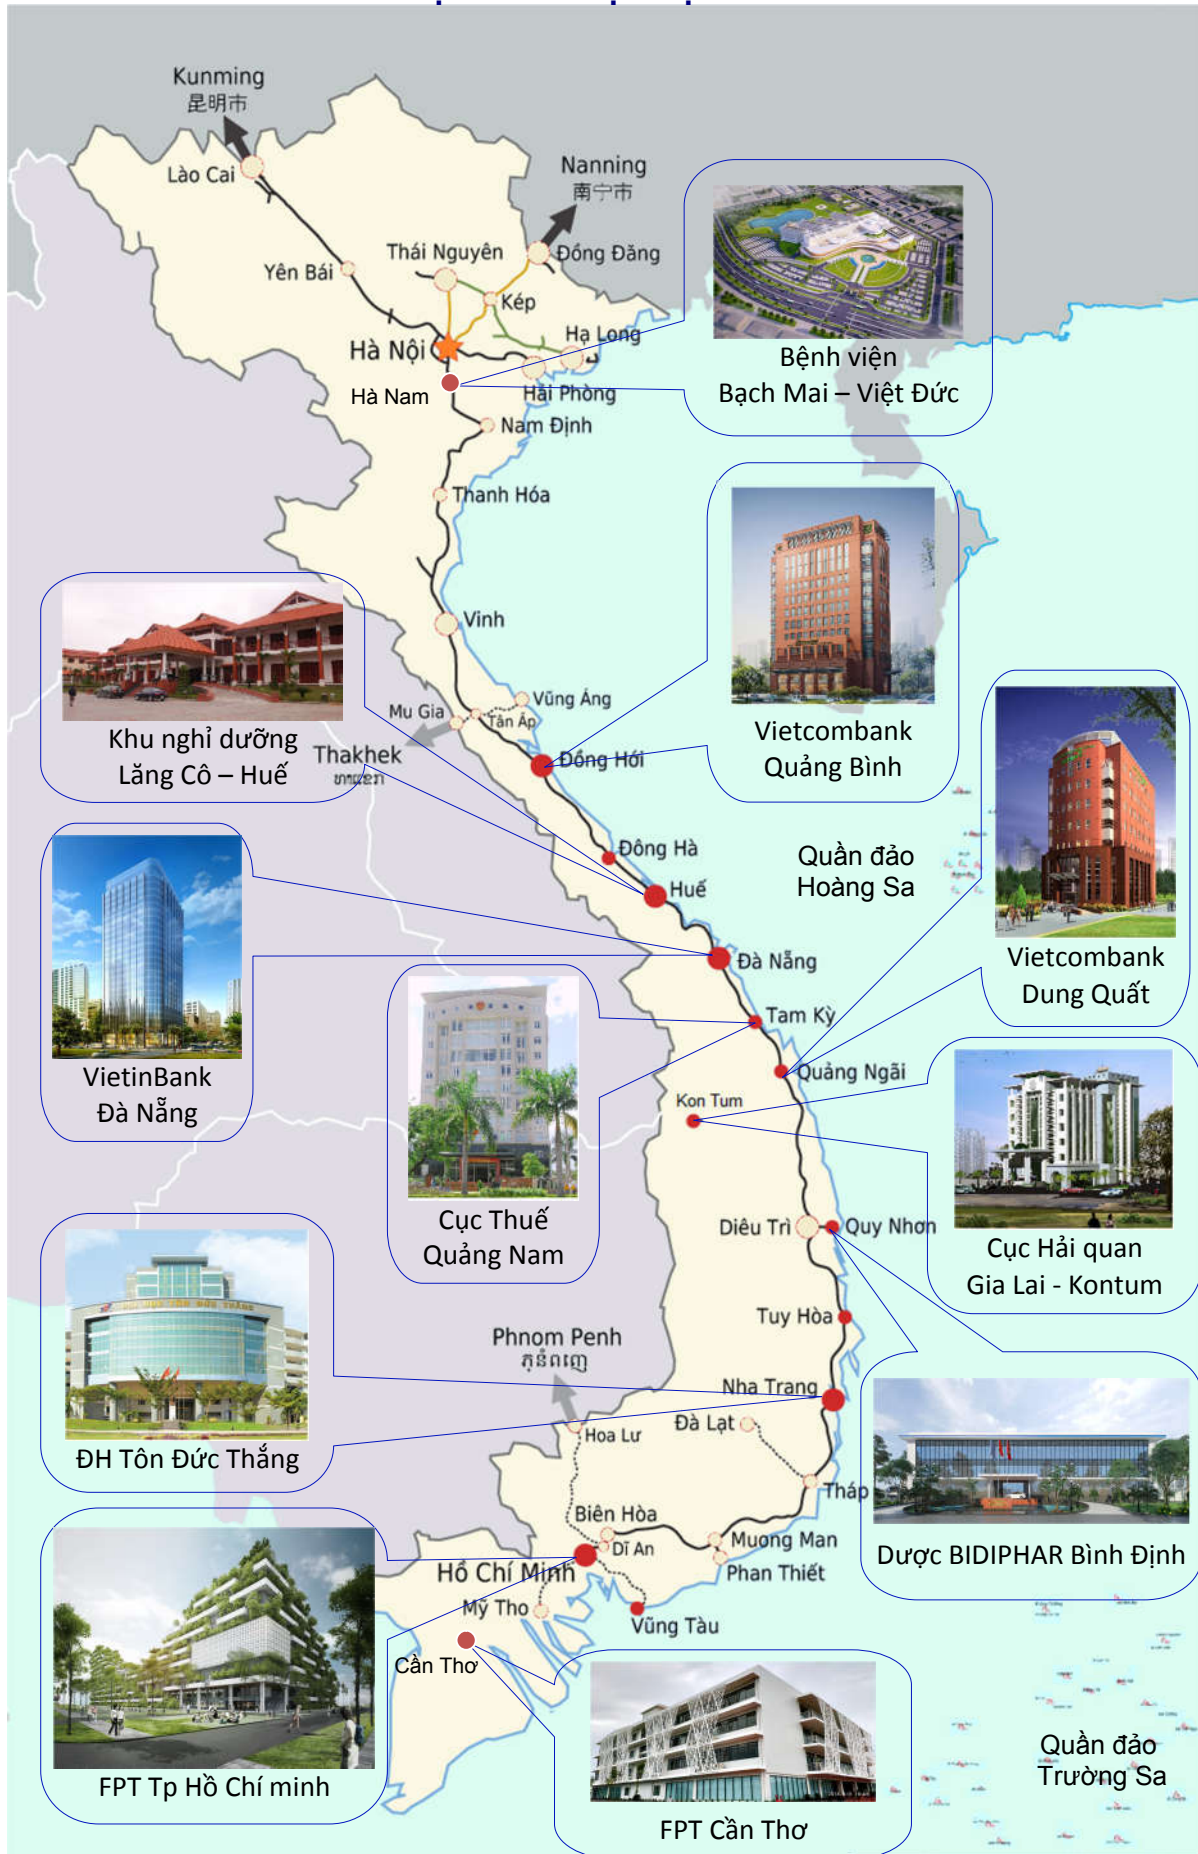 Kunming
昆明市
Nanning
南宁市
Lào Cai
Thái Nguyên
Đồng Đăng
Yên Bái
Kép
Hạ Long
Hà Nội
Hải Phòng
Hà Nam
Nam Định
Bệnh viện
Bạch Mai – Việt Đức
Thanh Hóa
Vinh
Vũng Áng
Mu Gia
Tân Ấp
Thakhek
Đồng Hới
Khu nghỉ dưỡng
Lăng Cô – Huế
Vietcombank
Quảng Bình
Đông Hà
Huế
Quần đảo
Hoàng Sa
Đà Nẵng
Vietcombank
Dung Quất
Tam Kỳ
Quảng Ngãi
VietinBank
Đà Nẵng
Kon Tum
Cục Thuế
Quảng Nam
Diêu Trì
Quy Nhơn
Cục Hải quan
Gia Lai - Kontum
Tuy Hòa
Phnom Penh
ភ្នំពេញ
Nha Trang
Đà Lạt
Hoa Lư
ĐH Tôn Đức Thắng
Tháp
Biên Hòa
Dĩ An
Muong Man
Phan Thiết
Dược BIDIPHAR Bình Định
Hồ Chí Minh
Mỹ Tho
Vũng Tàu
Cần Thơ
FPT Tp Hồ Chí minh
FPT Cần Thơ
Quần đảo
Trường Sa